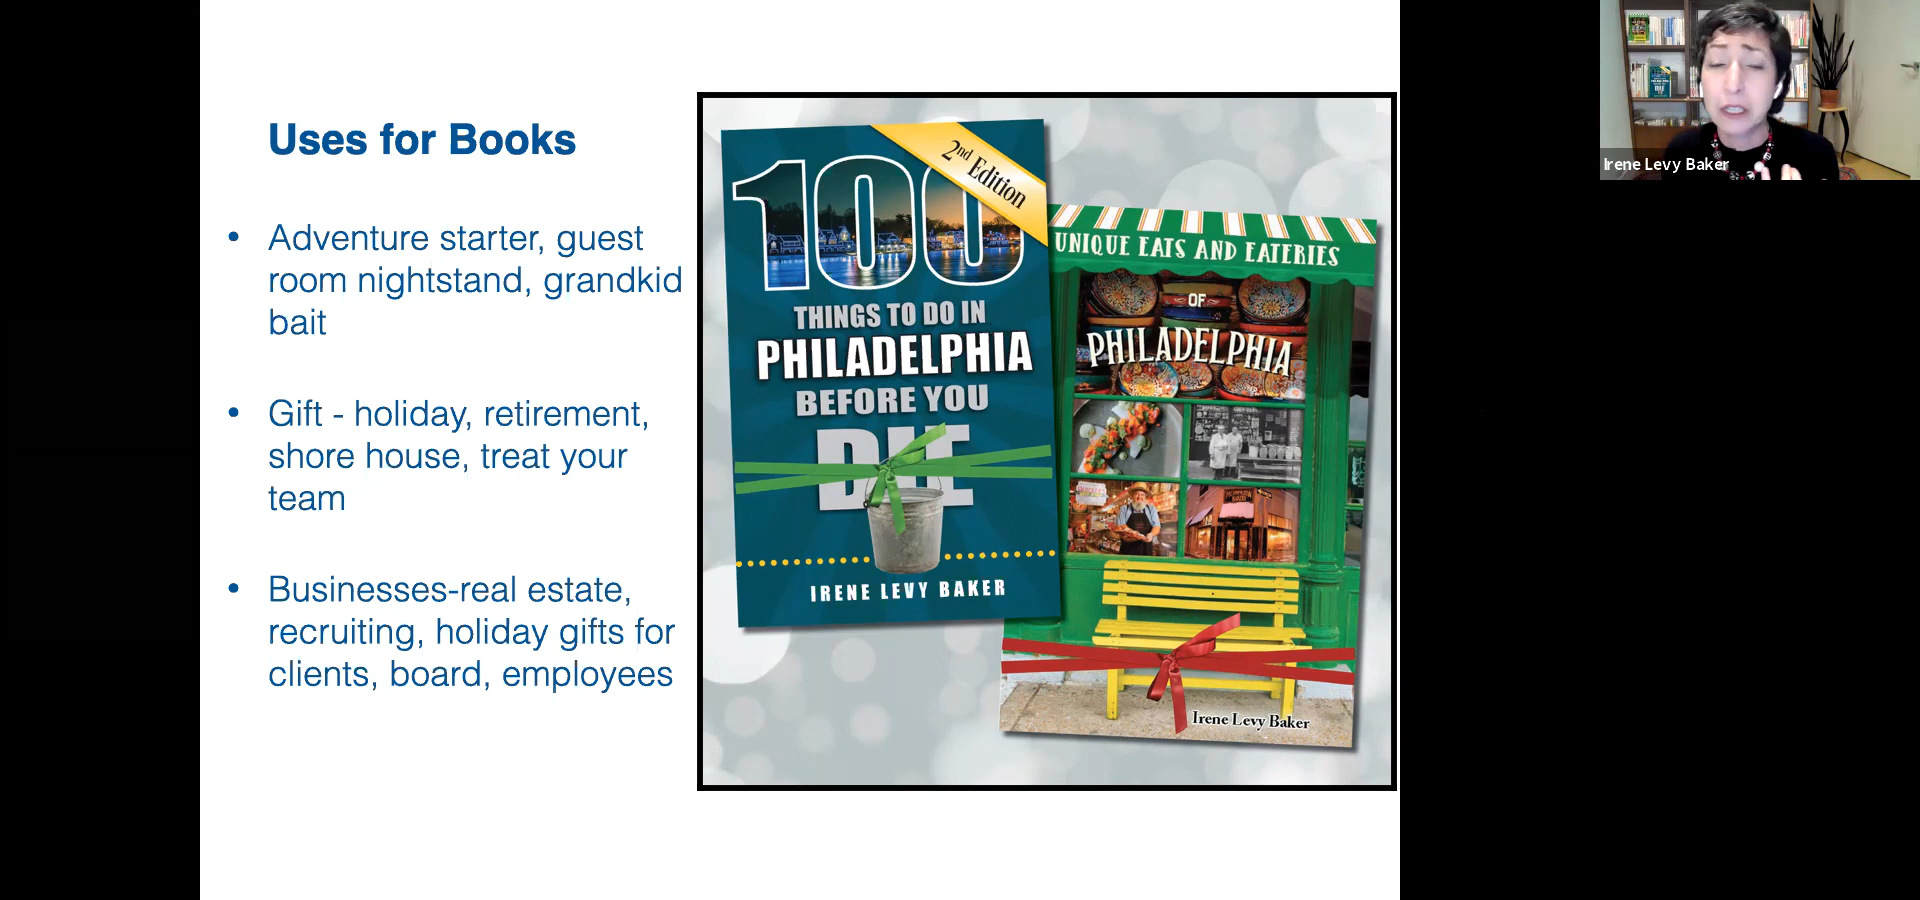 Uses for Books
• Adventure starter, guest
room nightstand, grandkid
bait
• Gift - holiday, retirement,
shore house, treat your
team
• Businesses-real estate,
recruiting, holiday gifts for
clients, board, employees
100
2nd Edition
THINGS TO DO IN
PHILADELPHIA
BEFORE YOU
DIE
IRENE LEVY BAKER
UNIQUE EATS AND EATERIES
OF
PHILADELPHIA
Irene Levy Baker
Irene Levy Baker